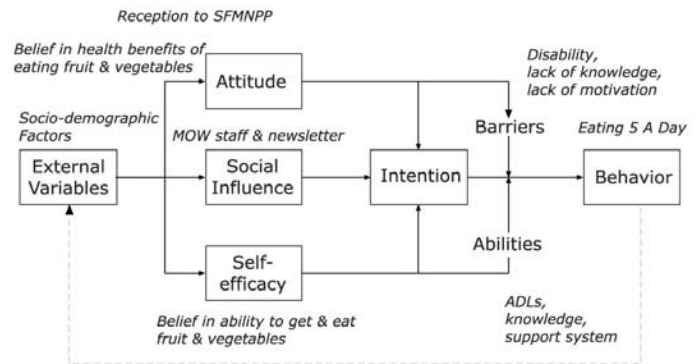 Reception to SFMNPP
Belief in health benefits of
eating fruit & vegetables
Attitude
Disability,
lack of knowledge,
lack of motivation
Socio-demographic
Factors
MOW staff & newsletter
Barriers
Eating 5 A Day
External
Variables
Social
Influence
Intention
Behavior
Abilities
Self-
efficacy
Belief in ability to get & eat
fruit & vegetables
ADLs,
knowledge,
support system